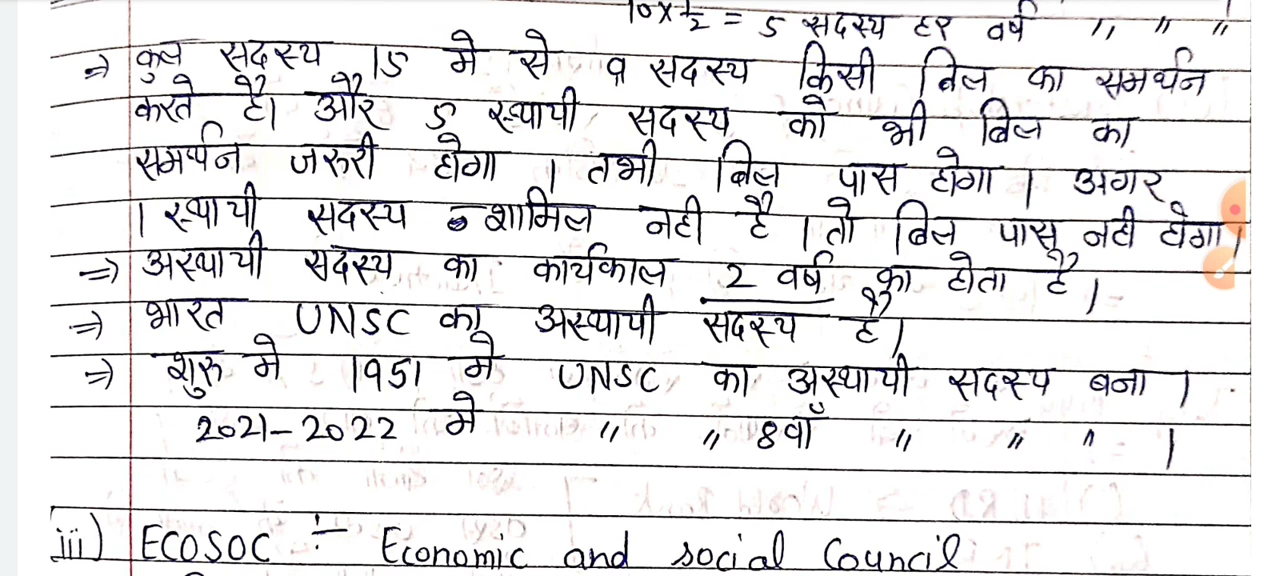 10 x 1/2 = 5 सदस्य हर वर्ष " " "
⇒ कुल सदस्य 15 मे से 9 सदस्य किसी बिल का समर्थन
करते है। और 5 स्थायी सदस्य को भी बिल का
समर्थन जरुरी होगा । तभी बिल पास होगा । अगर
1 स्थायी सदस्य शामिल नही है । तो बिल पास नही होगा।
⇒ अस्थायी सदस्य का कार्यकाल 2 वर्ष का होता है ।
⇒ भारत UNSC का अस्थायी सदस्य है।
⇒ शुरु मे 1951 मे UNSC का अस्थायी सदस्य बना ।
2021-2022 मे " " 8वाँ " " " ।
iii) ECOSOC ÷ Economic and social Council